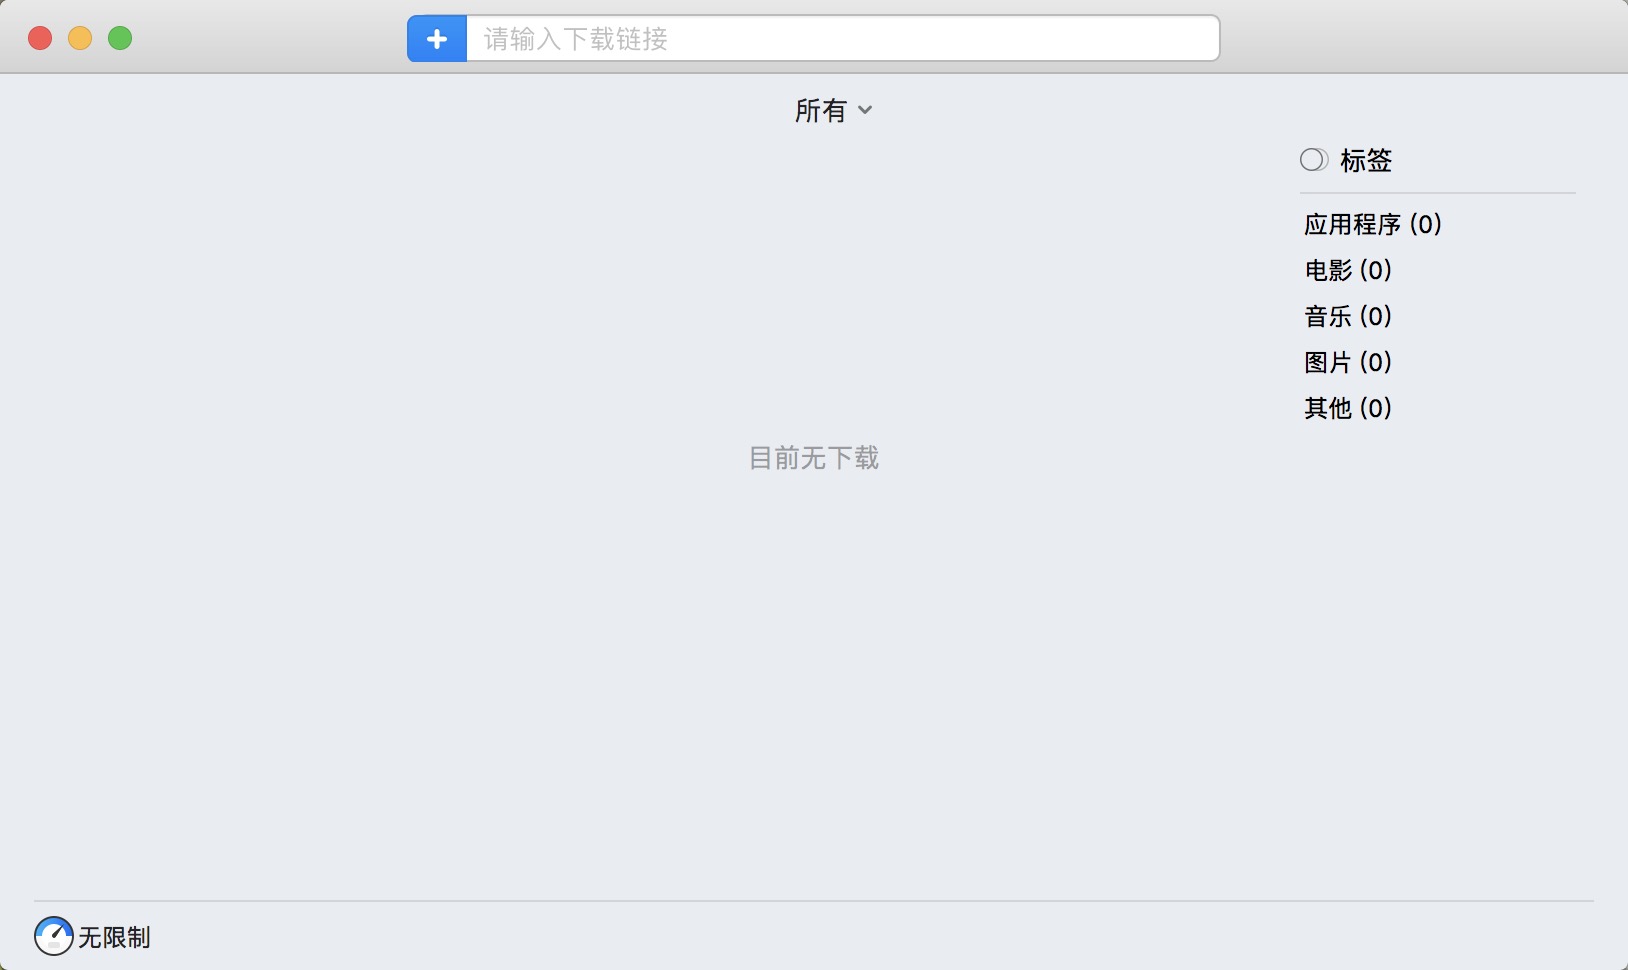 请输入下载链接
所有
标签
应用程序 (0)
电影 (0)
音乐 (0)
图片 (0)
其他 (0)
目前无下载
无限制